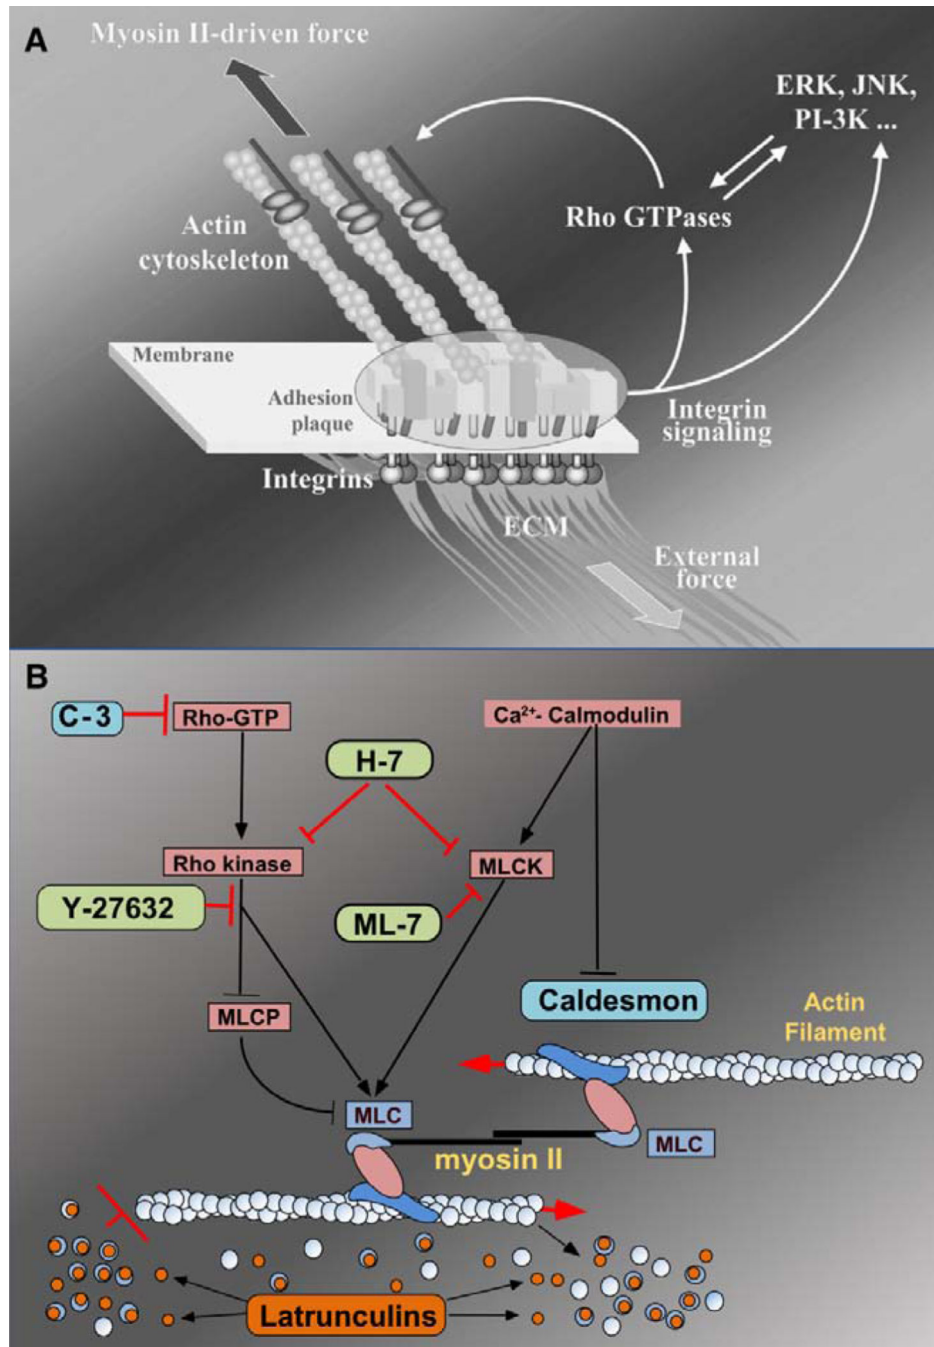 A
Myosin II-driven force
ERK, JNK,
PI-3K ...
Rho GTPases
Actin
cytoskeleton
Membrane
Adhesion
plaque
Integrin
signaling
Integrins
ECM
External
force
B
C-3
Rho-GTP
Ca²⁺- Calmodulin
H-7
Rho kinase
MLCK
Y-27632
ML-7
MLCP
Caldesmon
Actin
Filament
MLC
myosin II
MLC
Latrunculins